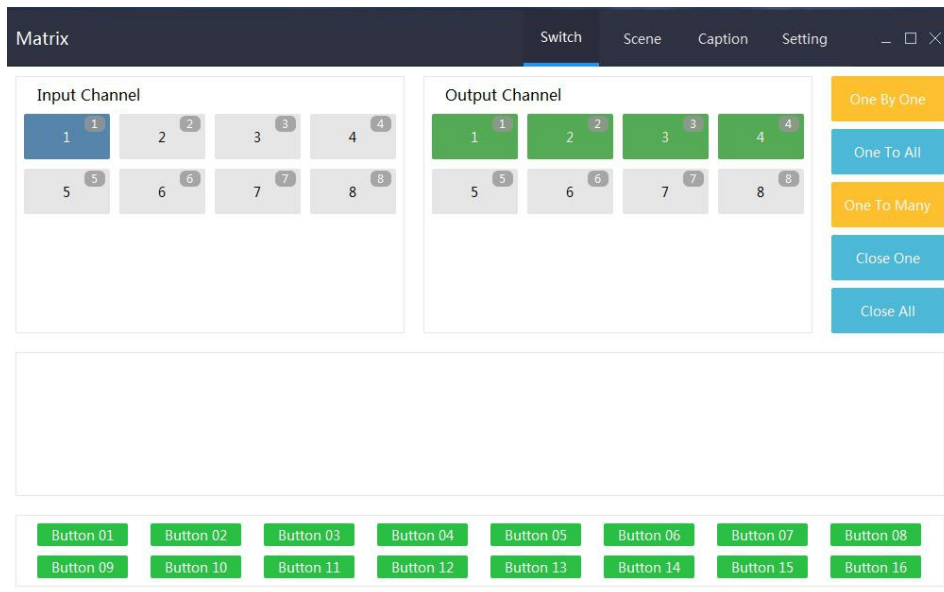 Matrix Switch Scene Caption Setting
Input Channel
1 1 2 2 3 3 4 4
5 5 6 6 7 7 8 8
Output Channel
1 1 2 2 3 3 4 4
5 5 6 6 7 7 8 8
One By One
One To All
One To Many
Close One
Close All
Button 01 Button 02 Button 03 Button 04 Button 05 Button 06 Button 07 Button 08
Button 09 Button 10 Button 11 Button 12 Button 13 Button 14 Button 15 Button 16